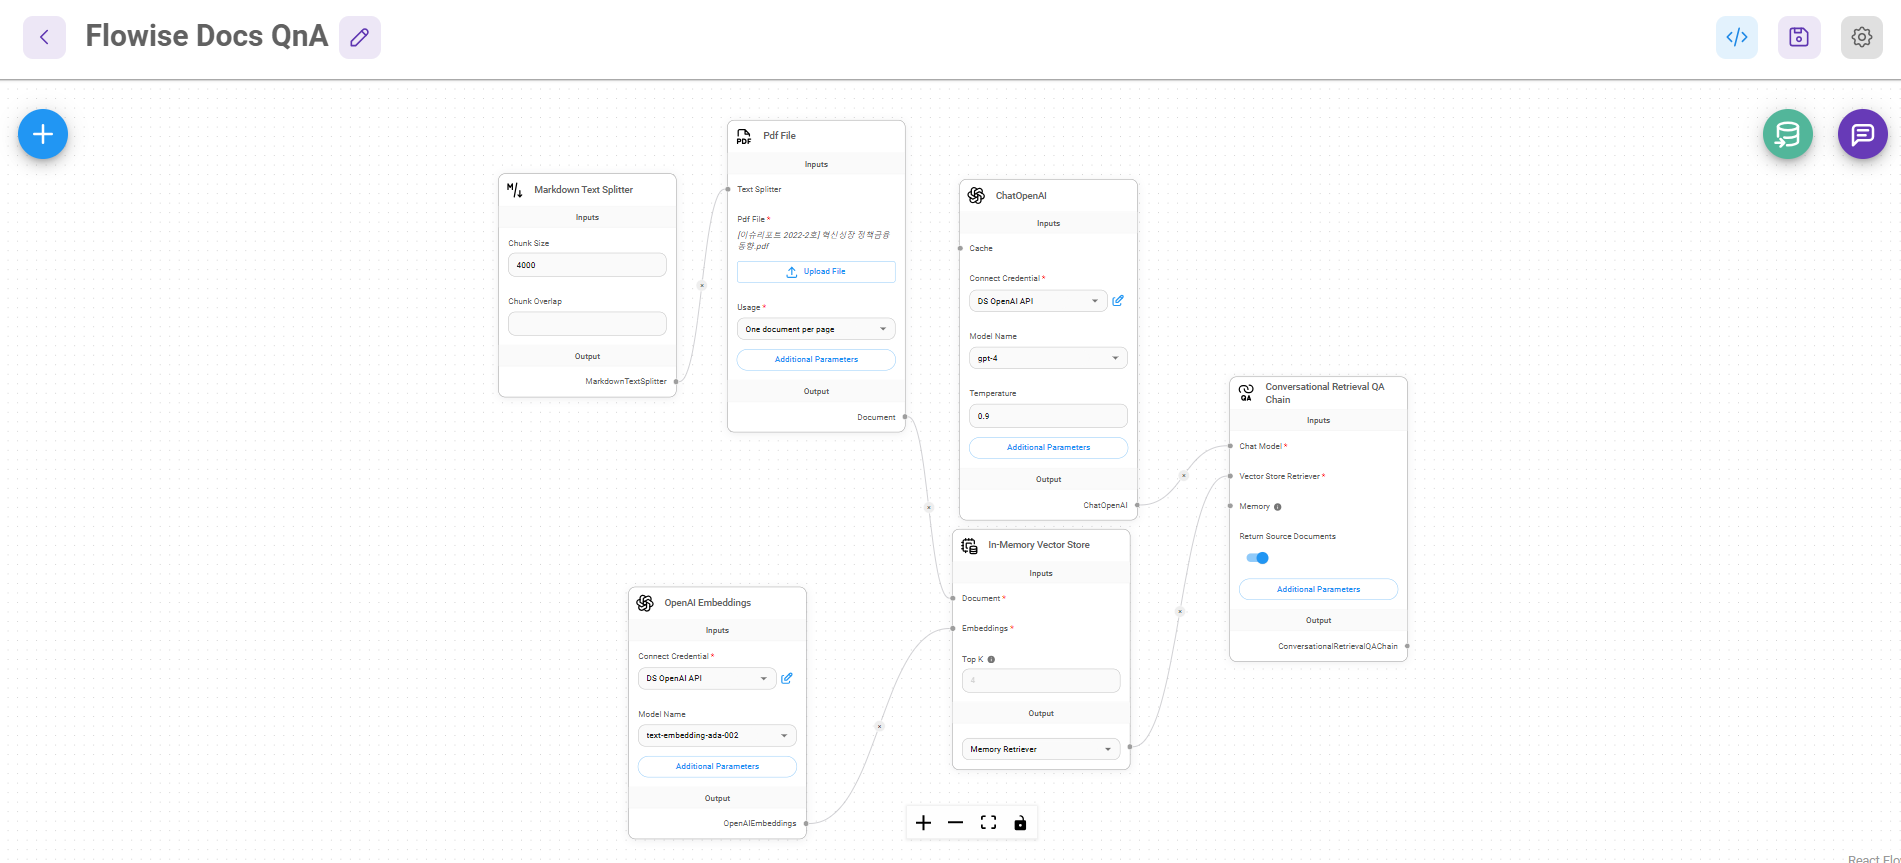 Flowise Docs QnA
Markdown Text Splitter
Inputs
Chunk Size
4000
Chunk Overlap
Output
MarkdownTextSplitter
PDF
Pdf File
Inputs
Text Splitter
Pdf File *
[이슈리포트 2022-2호] 혁신성장 정책금융
동향.pdf
Upload File
Usage *
One document per page
Additional Parameters
Output
Document
ChatOpenAI
Inputs
Cache
Connect Credential *
DS OpenAI API
Model Name
gpt-4
Temperature
0.9
Additional Parameters
Output
ChatOpenAI
OpenAI Embeddings
Inputs
Connect Credential *
DS OpenAI API
Model Name
text-embedding-ada-002
Additional Parameters
Output
OpenAIEmbeddings
In-Memory Vector Store
Inputs
Document *
Embeddings *
Top K
4
Output
Memory Retriever
QA
Conversational Retrieval QA
Chain
Inputs
Chat Model *
Vector Store Retriever *
Memory
Return Source Documents
Additional Parameters
Output
ConversationalRetrievalQAChain
React Flo